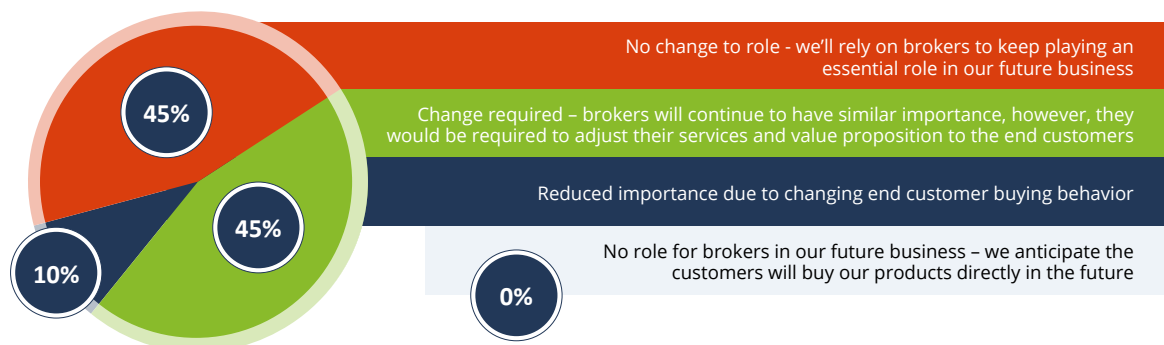 No change to role - we’ll rely on brokers to keep playing an
essential role in our future business
45%
Change required – brokers will continue to have similar importance, however, they
would be required to adjust their services and value proposition to the end customers
45%
Reduced importance due to changing end customer buying behavior
10%
No role for brokers in our future business – we anticipate the
customers will buy our products directly in the future
0%